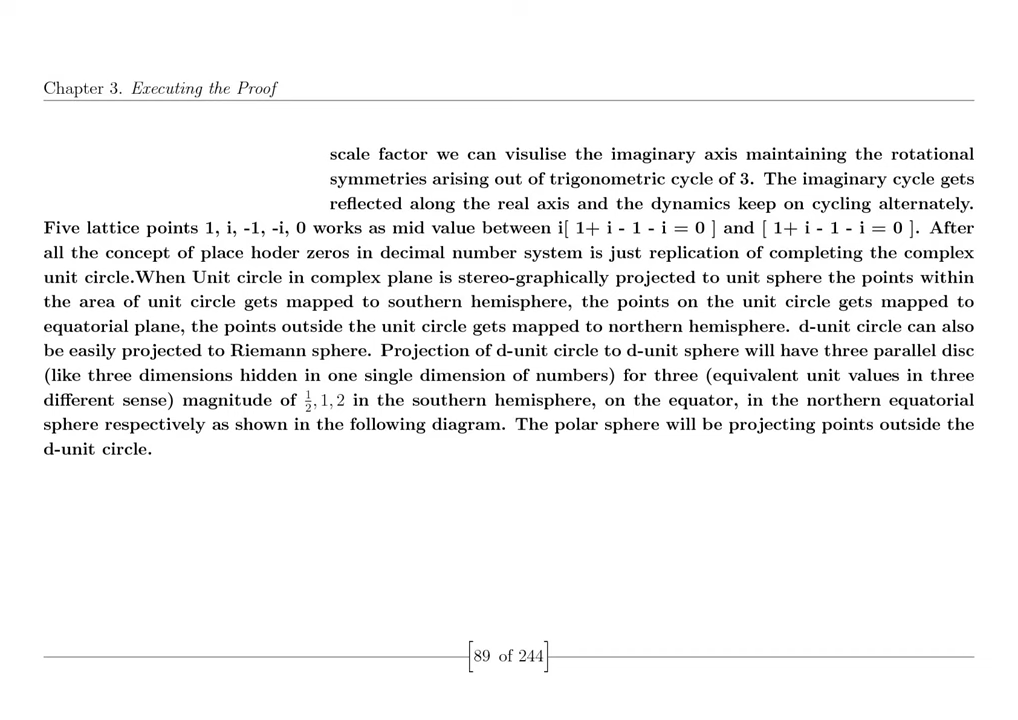 Chapter 3. Executing the Proof
scale factor we can visulise the imaginary axis maintaining the rotational
symmetries arising out of trigonometric cycle of 3. The imaginary cycle gets
reflected along the real axis and the dynamics keep on cycling alternately.
Five lattice points 1, i, -1, -i, 0 works as mid value between i[ 1+ i - 1 - i = 0 ] and [ 1+ i - 1 - i = 0 ]. After
all the concept of place hoder zeros in decimal number system is just replication of completing the complex
unit circle.When Unit circle in complex plane is stereo-graphically projected to unit sphere the points within
the area of unit circle gets mapped to southern hemisphere, the points on the unit circle gets mapped to
equatorial plane, the points outside the unit circle gets mapped to northern hemisphere. d-unit circle can also
be easily projected to Riemann sphere. Projection of d-unit circle to d-unit sphere will have three parallel disc
(like three dimensions hidden in one single dimension of numbers) for three (equivalent unit values in three
different sense) magnitude of 1/2, 1, 2 in the southern hemisphere, on the equator, in the northern equatorial
sphere respectively as shown in the following diagram. The polar sphere will be projecting points outside the
d-unit circle.
[89 of 244]